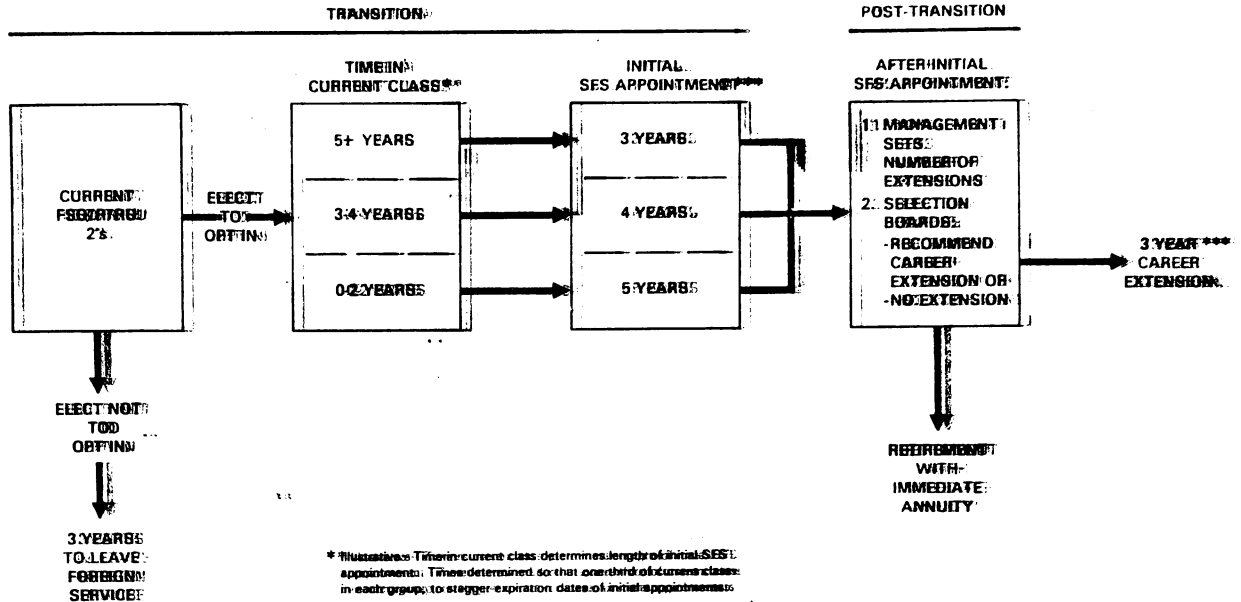 TRANSITION
POST-TRANSITION
TIME IN
CURRENT CLASS**
INITIAL
SFS APPOINTMENT***
AFTER INITIAL
SFS APPOINTMENT:
CURRENT
2's
ELECT
TO
OPT IN
5+ YEARS
3-4 YEARS
0-2 YEARS
3 YEARS
4 YEARS
5 YEARS
1. MANAGEMENT
SETS
NUMBER OF
EXTENSIONS
2. SELECTION
BOARDS:
-RECOMMEND
CAREER
EXTENSION OR
-NO EXTENSION
3 YEAR ***
CAREER
EXTENSION
ELECT NOT
TO
OPT IN
3 YEARS
TO LEAVE
FOREIGN
SERVICE
RETIREMENT
WITH
IMMEDIATE
ANNUITY
* Illustrative. Time in current class determines length of initial SFS
appointment. Times determined so that one third of current class
in each group, to stagger expiration dates of initial appointments.